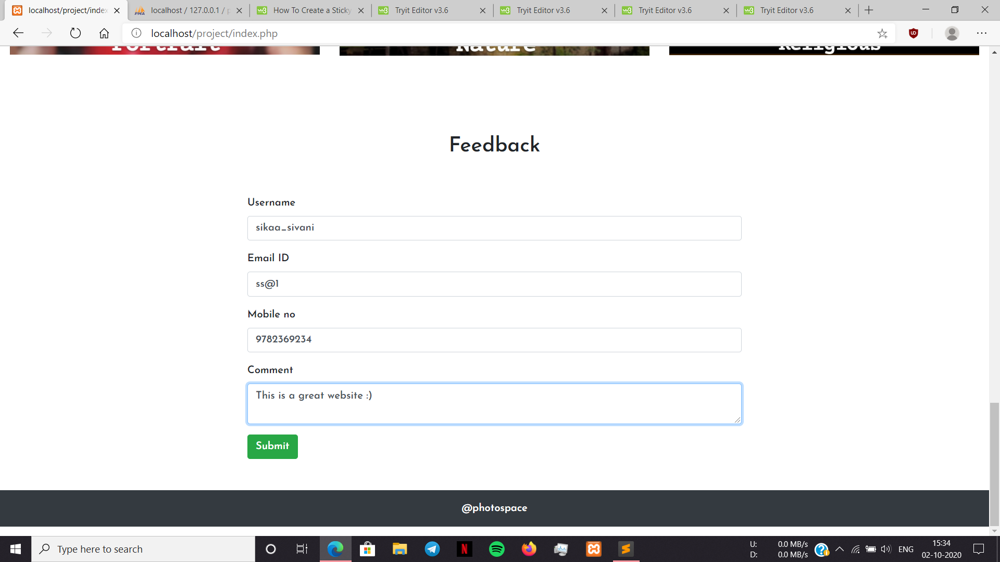 localhost/project/index
localhost / 127.0.0.1 / p
How To Create a Sticky
Tryit Editor v3.6
Tryit Editor v3.6
Tryit Editor v3.6
Tryit Editor v3.6
localhost/project/index.php
Portrait
Nature
Religious
Feedback
Username
sikaa_sivani
Email ID
ss@1
Mobile no
9782369234
Comment
This is a great website :)
Submit
@photospace
Type here to search
U: 0.0 MB/s
D: 0.0 MB/s
ENG
15:34
02-10-2020